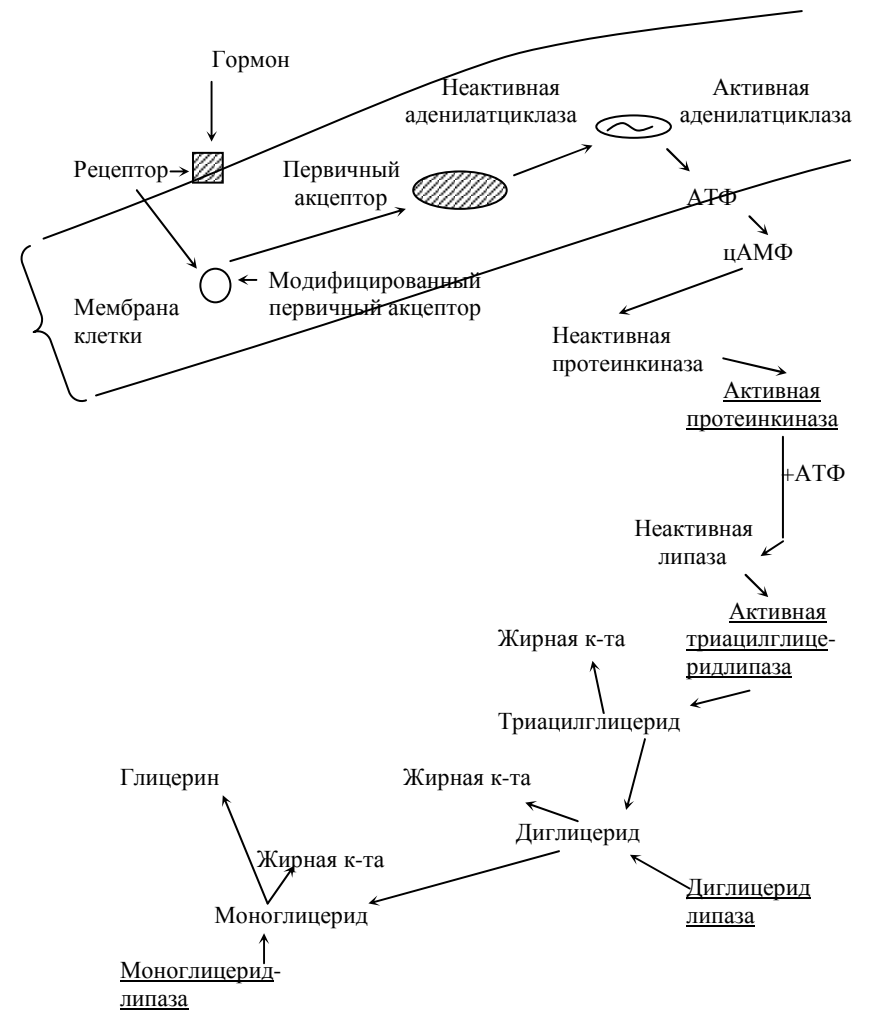 Гормон
Неактивная
аденилатциклаза
Активная
аденилатциклаза
Рецептор
Первичный
акцептор
АТФ
цАМФ
Модифицированный
первичный акцептор
Мембрана
клетки
Неактивная
протеинкиназа
Активная
протеинкиназа
+АТФ
Неактивная
липаза
Активная
триацилглице-
ридлипаза
Жирная к-та
Триацилглицерид
Глицерин
Жирная к-та
Диглицерид
Жирная к-та
Диглицерид
липаза
Моноглицерид
Моноглицерид-
липаза